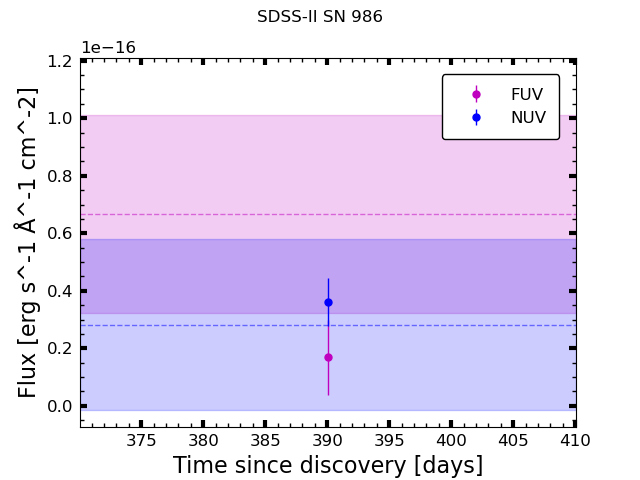 SDSS-II SN 986
1e−16
1.2
1.0
0.8
0.6
0.4
0.2
0.0
Flux [erg s^-1 Å^-1 cm^-2]
FUV
NUV
375 380 385 390 395 400 405 410
Time since discovery [days]